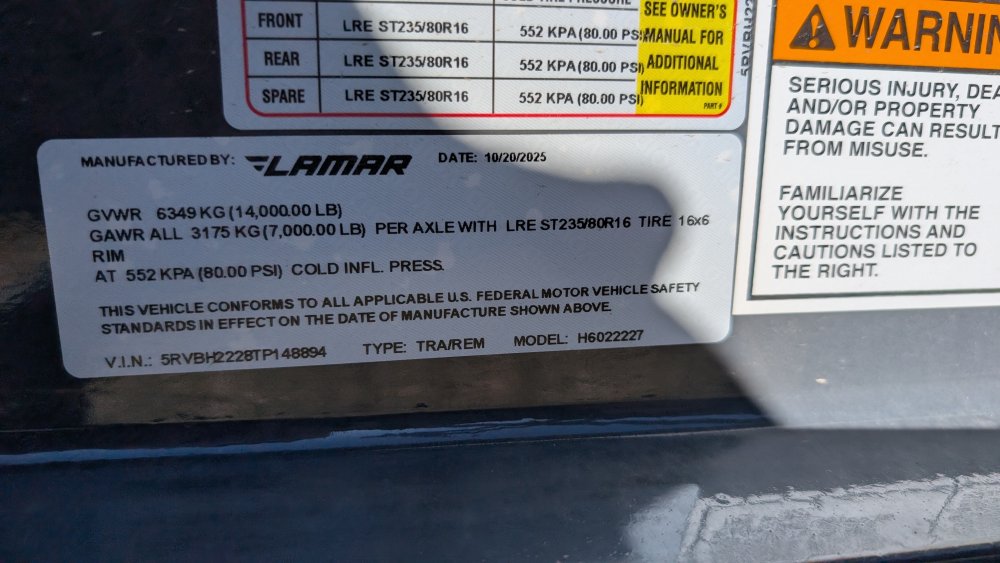 SEE OWNER'S
FRONT LRE ST235/80R16 552 KPA (80.00 PSI) MANUAL FOR
REAR LRE ST235/80R16 552 KPA (80.00 PSI) ADDITIONAL
SPARE LRE ST235/80R16 552 KPA (80.00 PSI) INFORMATION
PART #
MANUFACTURED BY: LAMAR DATE: 10/20/2025
GVWR 6349 KG (14,000.00 LB)
GAWR ALL 3175 KG (7,000.00 LB) PER AXLE WITH LRE ST235/80R16 TIRE 16x6
RIM
AT 552 KPA (80.00 PSI) COLD INFL. PRESS.
THIS VEHICLE CONFORMS TO ALL APPLICABLE U.S. FEDERAL MOTOR VEHICLE SAFETY
STANDARDS IN EFFECT ON THE DATE OF MANUFACTURE SHOWN ABOVE.
V.I.N.: 5RVBH2228TP148894 TYPE: TRA/REM MODEL: H6022227
WARNIN
SERIOUS INJURY, DEA
AND/OR PROPERTY
DAMAGE CAN RESULT
FROM MISUSE.
FAMILIARIZE
YOURSELF WITH THE
INSTRUCTIONS AND
CAUTIONS LISTED TO
THE RIGHT.